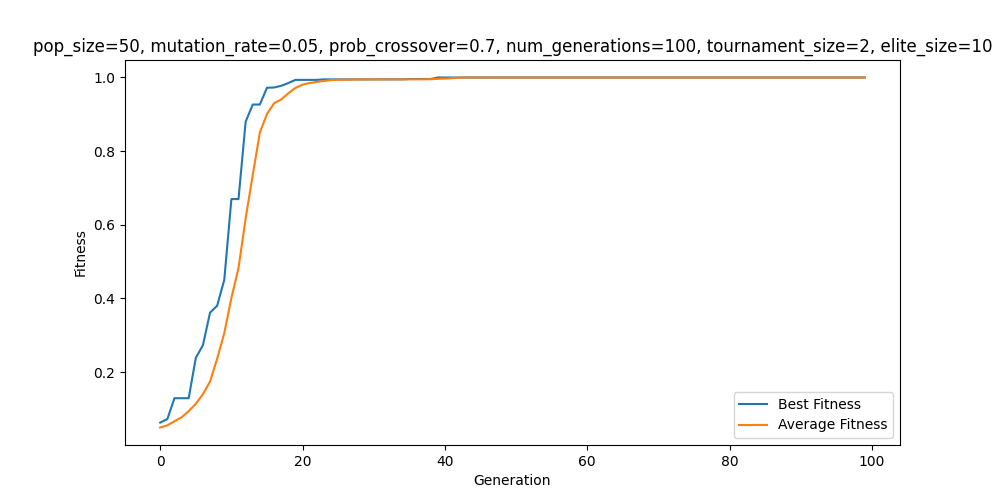 pop_size=50, mutation_rate=0.05, prob_crossover=0.7, num_generations=100, tournament_size=2, elite_size=10
1.0
0.8
0.6
0.4
0.2
Fitness
0 20 40 60 80 100
Generation
Best Fitness
Average Fitness